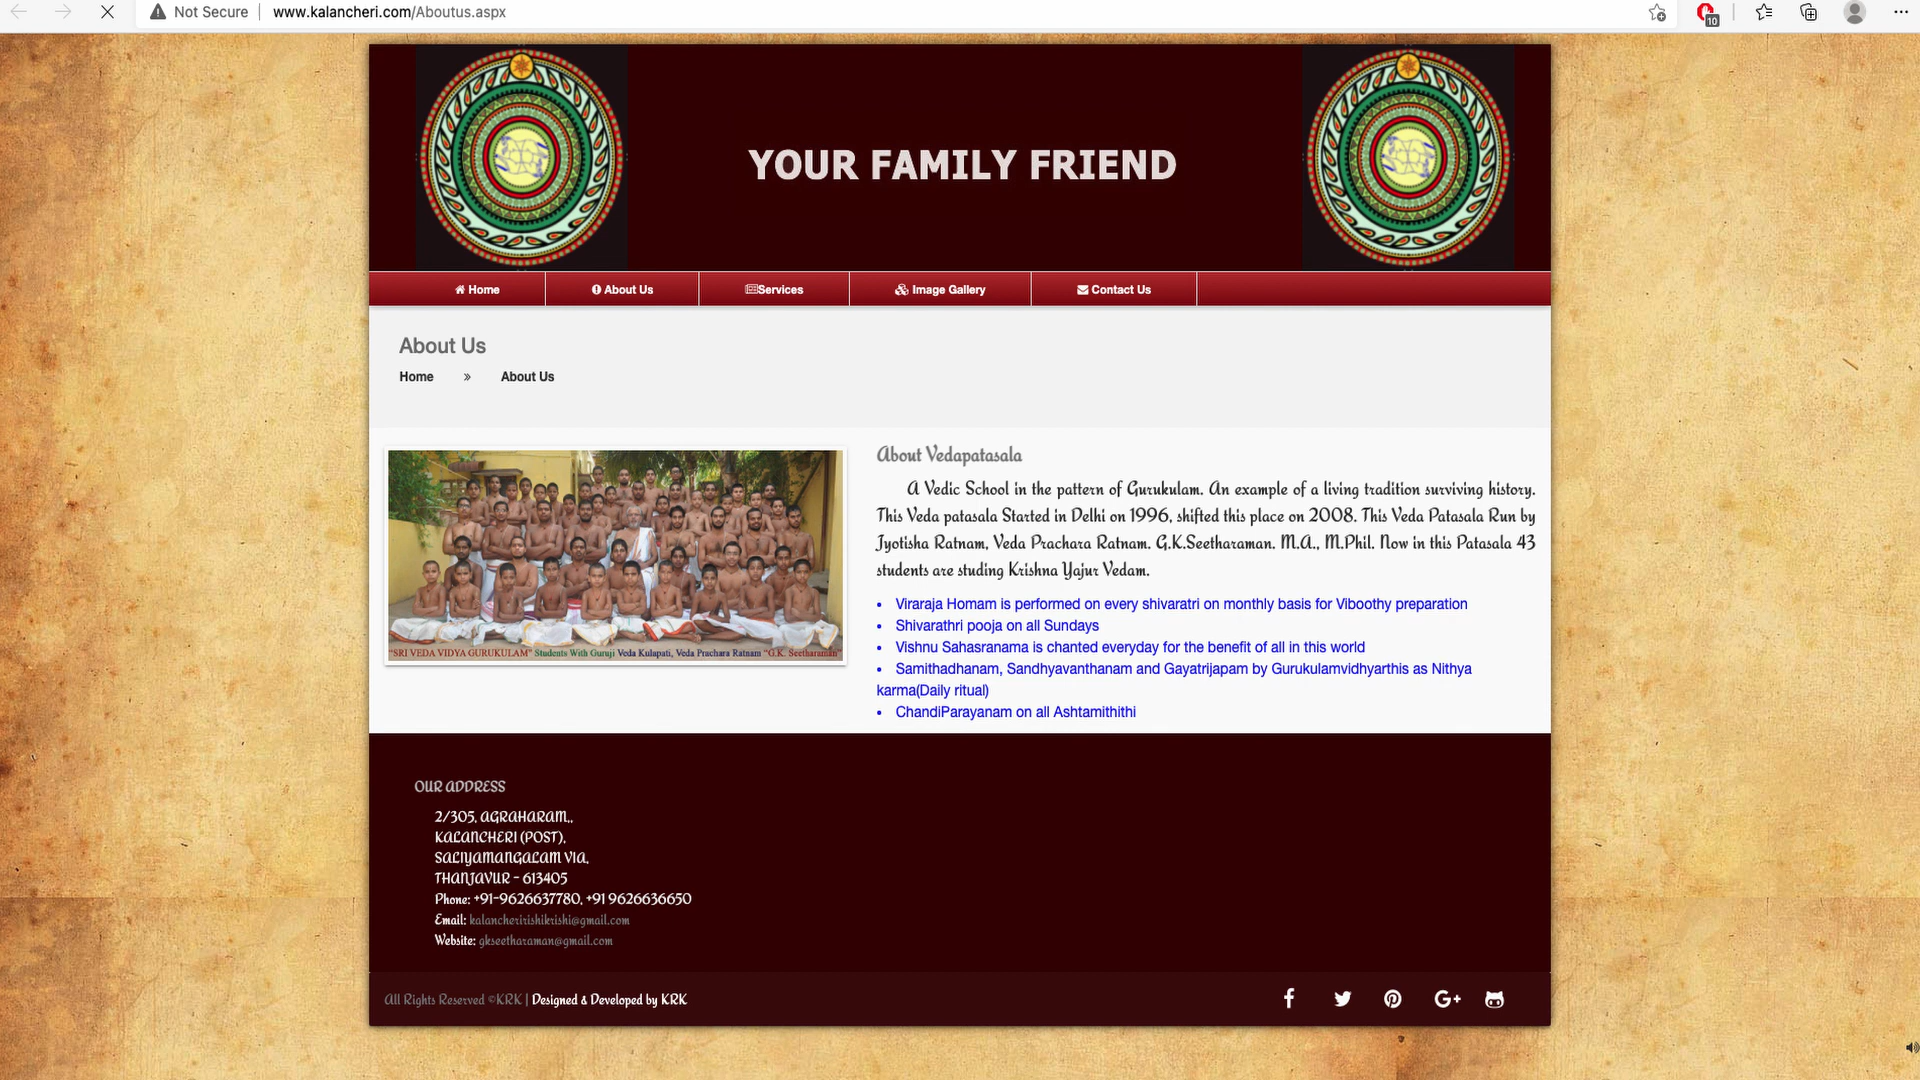 Not Secure | www.kalancheri.com/Aboutus.aspx
10
YOUR FAMILY FRIEND
Home About Us Services Image Gallery Contact Us
About Us
Home » About Us
About Vedapatasala
A Vedic School in the pattern of Gurukulam. An example of a living tradition surviving history.
This Veda patasala Started in Delhi on 1996, shifted this place on 2008. This Veda Patasala Run by
Jyotisha Ratnam, Veda Prachara Ratnam. G.K.Seetharaman. M.A., M.Phil. Now in this Patasala 43
students are studing Krishna Yajur Vedam.
• Viraraja Homam is performed on every shivaratri on monthly basis for Viboothy preparation
• Shivarathri pooja on all Sundays
• Vishnu Sahasranama is chanted everyday for the benefit of all in this world
• Samithadhanam, Sandhyavanthanam and Gayatrijapam by Gurukulamvidhyarthis as Nithya
karma(Daily ritual)
• ChandiParayanam on all Ashtamithithi
"SRI VEDA VIDYA GURUKULAM" Students With Guruji Veda Kulapati, Veda Prachara Ratnam "G.K. Seetharaman"
OUR ADDRESS
2/305, AGRAHARAM,,
KALANCHERI (POST),
SALIYAMANGALAM VIA,
THANJAVUR - 613405
Phone: +91-9626637780, +91 9626636650
Email: kalancheririshikrishi@gmail.com
Website: gkseetharaman@gmail.com
All Rights Reserved ©KRK | Designed & Developed by KRK